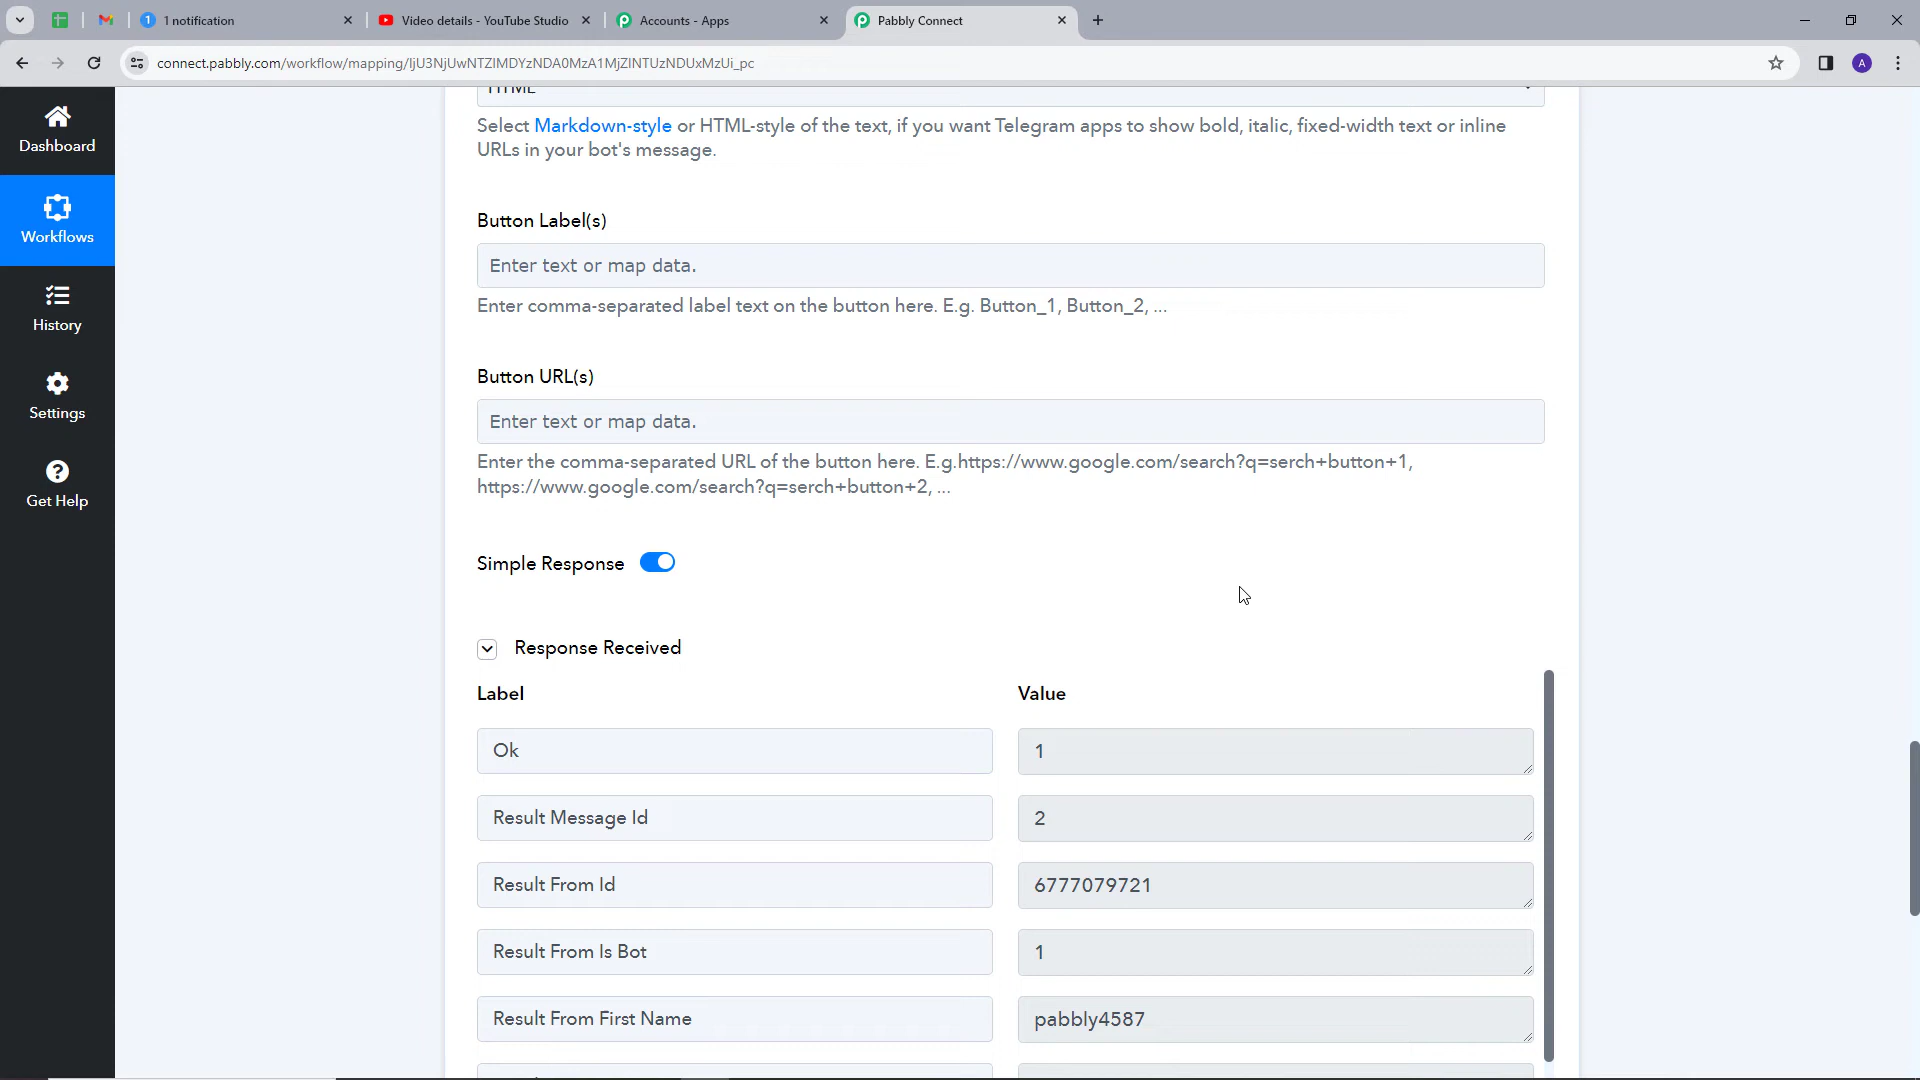 1 notification
Video details - YouTube Studio
Accounts - Apps
Pabbly Connect
connect.pabbly.com/workflow/mapping/IjU3NjUwNTZlMDYzNDA0MzA1MjZlNTUzNDUxMzUi_pc
A
Dashboard
Workflows
History
Settings
Get Help
HTML
Select Markdown-style or HTML-style of the text, if you want Telegram apps to show bold, italic, fixed-width text or inline
URLs in your bot's message.
Button Label(s)
Enter text or map data.
Enter comma-separated label text on the button here. E.g. Button_1, Button_2, ...
Button URL(s)
Enter text or map data.
Enter the comma-separated URL of the button here. E.g.https://www.google.com/search?q=serch+button+1,
https://www.google.com/search?q=serch+button+2, ...
Simple Response
Response Received
Label Value
Ok 1
Result Message Id 2
Result From Id 6777079721
Result From Is Bot 1
Result From First Name pabbly4587